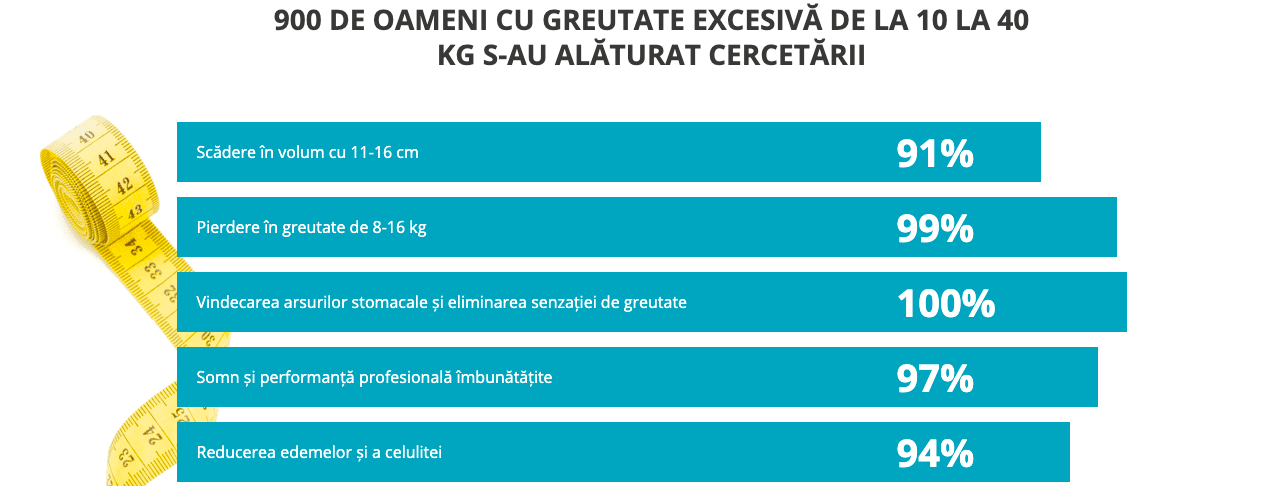 900 DE OAMENI CU GREUTATE EXCESIVĂ DE LA 10 LA 40
KG S-AU ALĂTURAT CERCETĂRII
40
41
42
43
34
33
32
30
Scădere în volum cu 11-16 cm 91%
Pierdere în greutate de 8-16 kg 99%
Vindecarea arsurilor stomacale și eliminarea senzației de greutate 100%
Somn și performanță profesională îmbunătățite 97%
Reducerea edemelor și a celulitei 94%
25
24
23